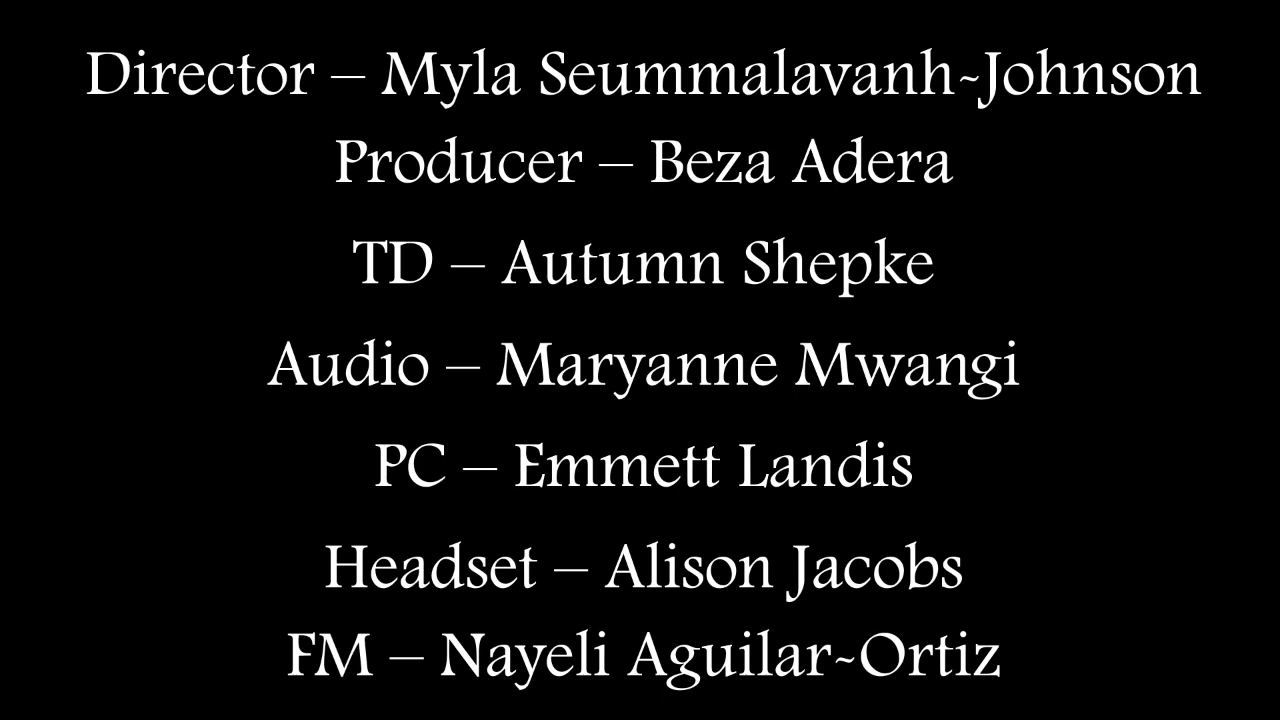 Director – Myla Seummalavanh-Johnson
Producer – Beza Adera
TD – Autumn Shepke
Audio – Maryanne Mwangi
PC – Emmett Landis
Headset – Alison Jacobs
FM – Nayeli Aguilar-Ortiz